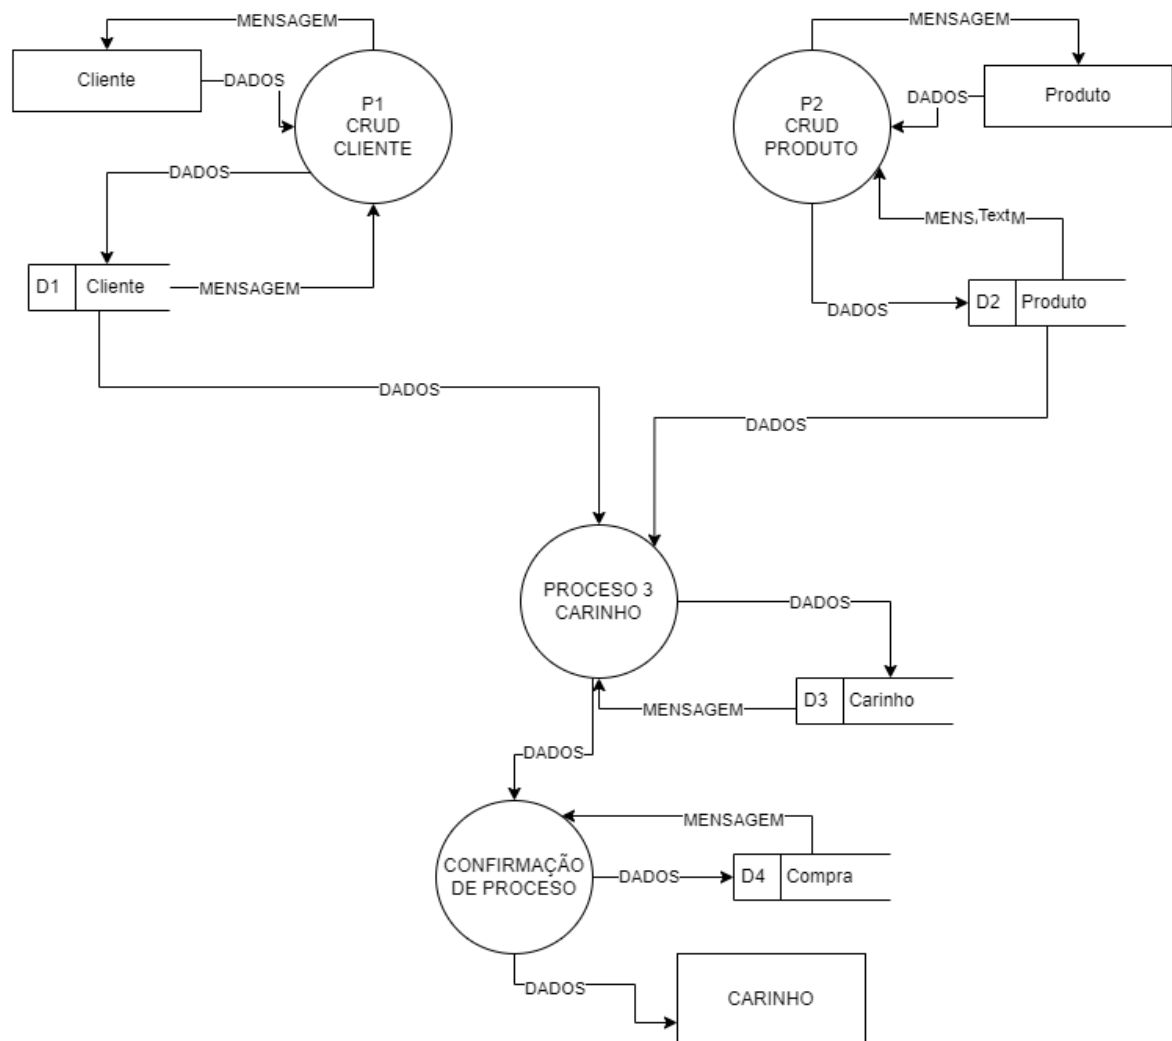 MENSAGEM
MENSAGEM
Cliente
DADOS
P1
CRUD
CLIENTE
P2
CRUD
PRODUTO
DADOS
Produto
DADOS
MENS
Text
M
D1
Cliente
MENSAGEM
DADOS
D2
Produto
DADOS
DADOS
PROCESO 3
CARINHO
DADOS
MENSAGEM
D3
Carinho
DADOS
MENSAGEM
CONFIRMAÇÃO
DE PROCESO
DADOS
D4
Compra
DADOS
CARINHO